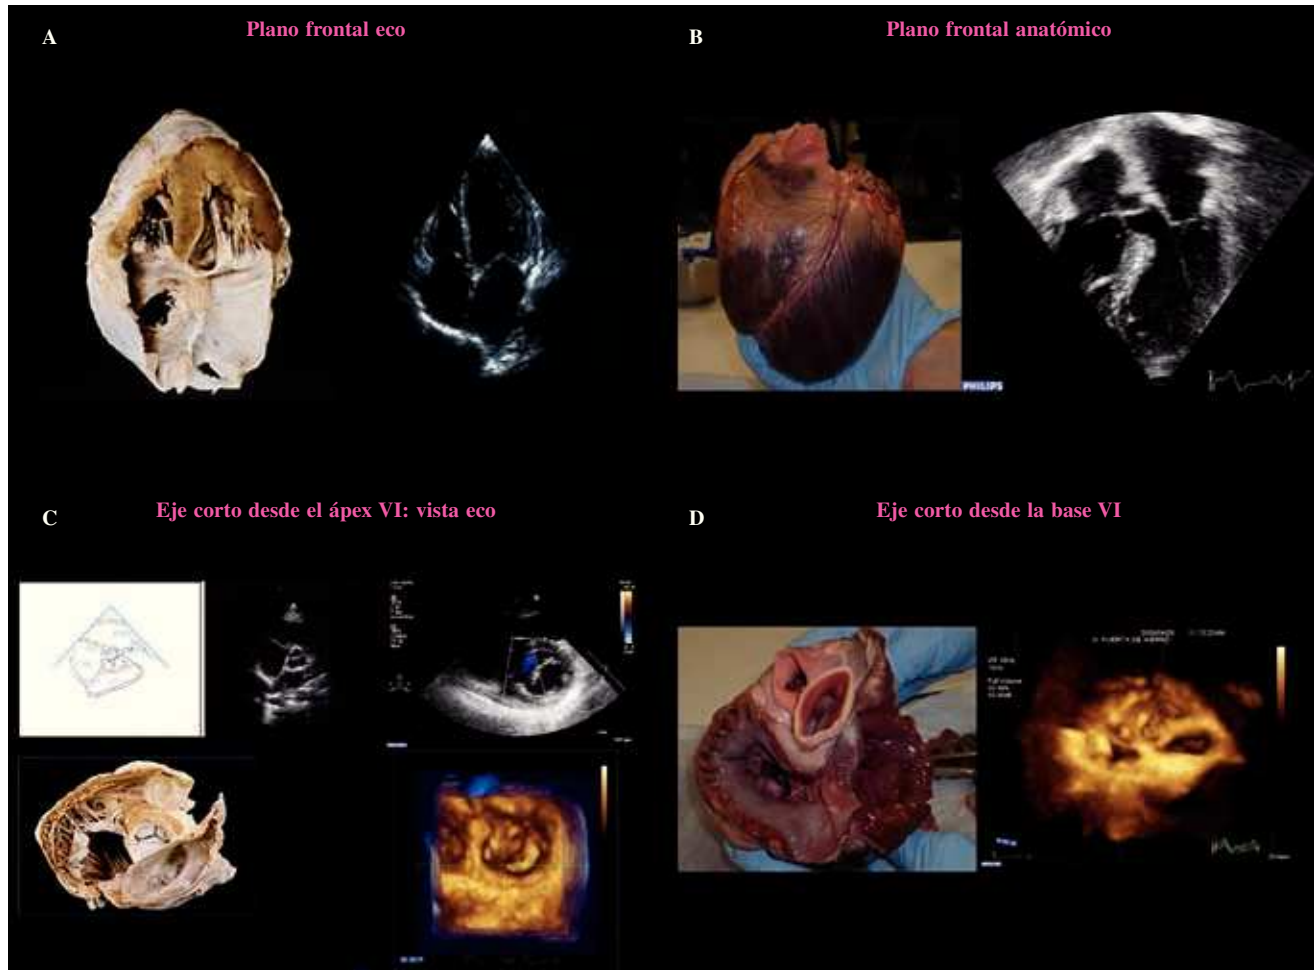 A
Plano frontal eco
B
Plano frontal anatómico
PHILIPS
C
Eje corto desde el ápex VI: vista eco
D
Eje corto desde la base VI